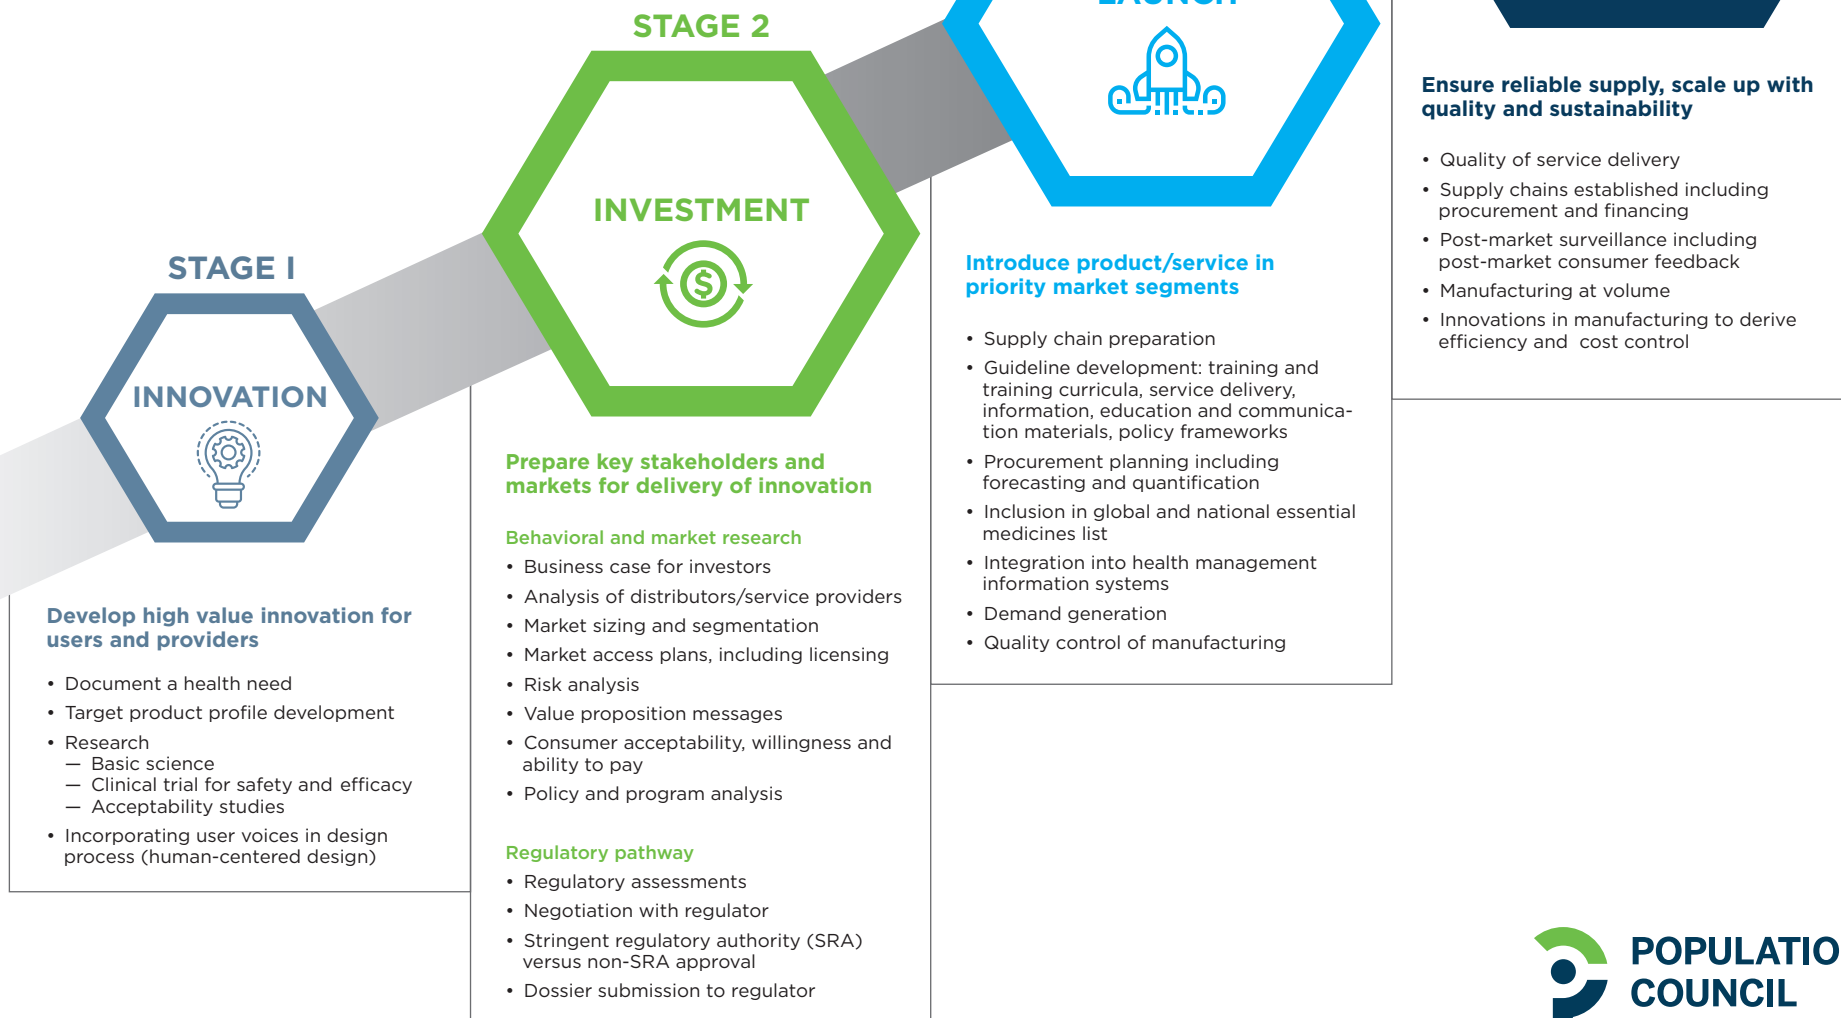 STAGE I
INNOVATION
Develop high value innovation for
users and providers
• Document a health need
• Target product profile development
• Research
— Basic science
— Clinical trial for safety and efficacy
— Acceptability studies
• Incorporating user voices in design
process (human-centered design)
STAGE 2
INVESTMENT
$
Prepare key stakeholders and
markets for delivery of innovation
Behavioral and market research
• Business case for investors
• Analysis of distributors/service providers
• Market sizing and segmentation
• Market access plans, including licensing
• Risk analysis
• Value proposition messages
• Consumer acceptability, willingness and
ability to pay
• Policy and program analysis
Regulatory pathway
• Regulatory assessments
• Negotiation with regulator
• Stringent regulatory authority (SRA)
versus non-SRA approval
• Dossier submission to regulator
LAUNCH
Introduce product/service in
priority market segments
• Supply chain preparation
• Guideline development: training and
training curricula, service delivery,
information, education and communica-
tion materials, policy frameworks
• Procurement planning including
forecasting and quantification
• Inclusion in global and national essential
medicines list
• Integration into health management
information systems
• Demand generation
• Quality control of manufacturing
Ensure reliable supply, scale up with
quality and sustainability
• Quality of service delivery
• Supply chains established including
procurement and financing
• Post-market surveillance including
post-market consumer feedback
• Manufacturing at volume
• Innovations in manufacturing to derive
efficiency and cost control
POPULATIO
COUNCIL